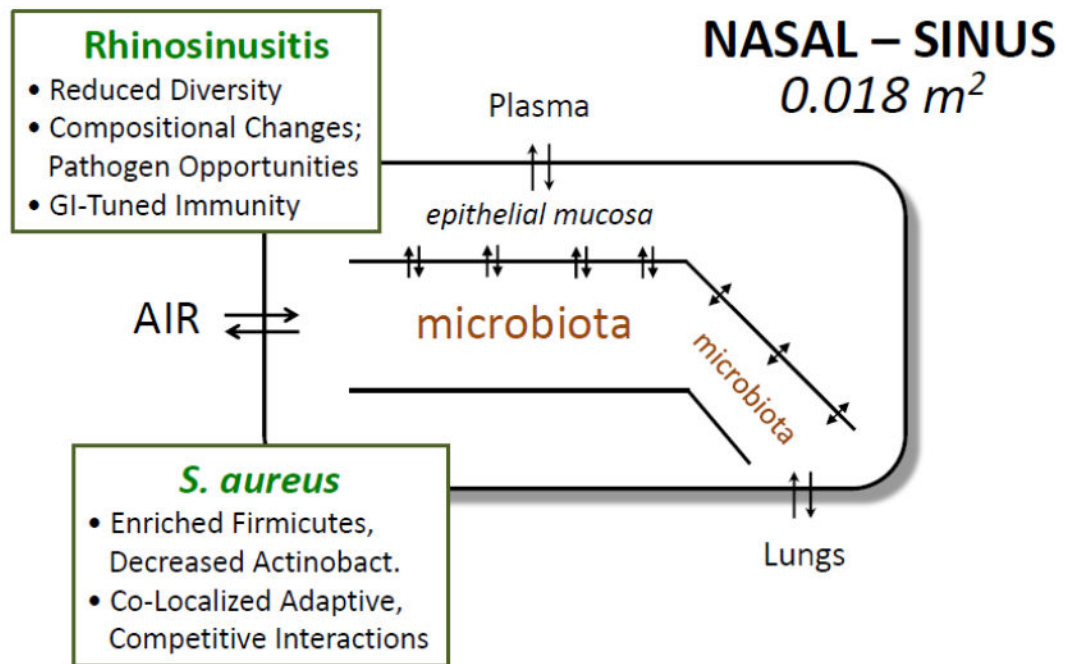 Rhinosinusitis
• Reduced Diversity
• Compositional Changes;
Pathogen Opportunities
• GI-Tuned Immunity
NASAL – SINUS
0.018 m²
Plasma
epithelial mucosa
AIR
microbiota
microbiota
S. aureus
• Enriched Firmicutes,
Decreased Actinobact.
• Co-Localized Adaptive,
Competitive Interactions
Lungs